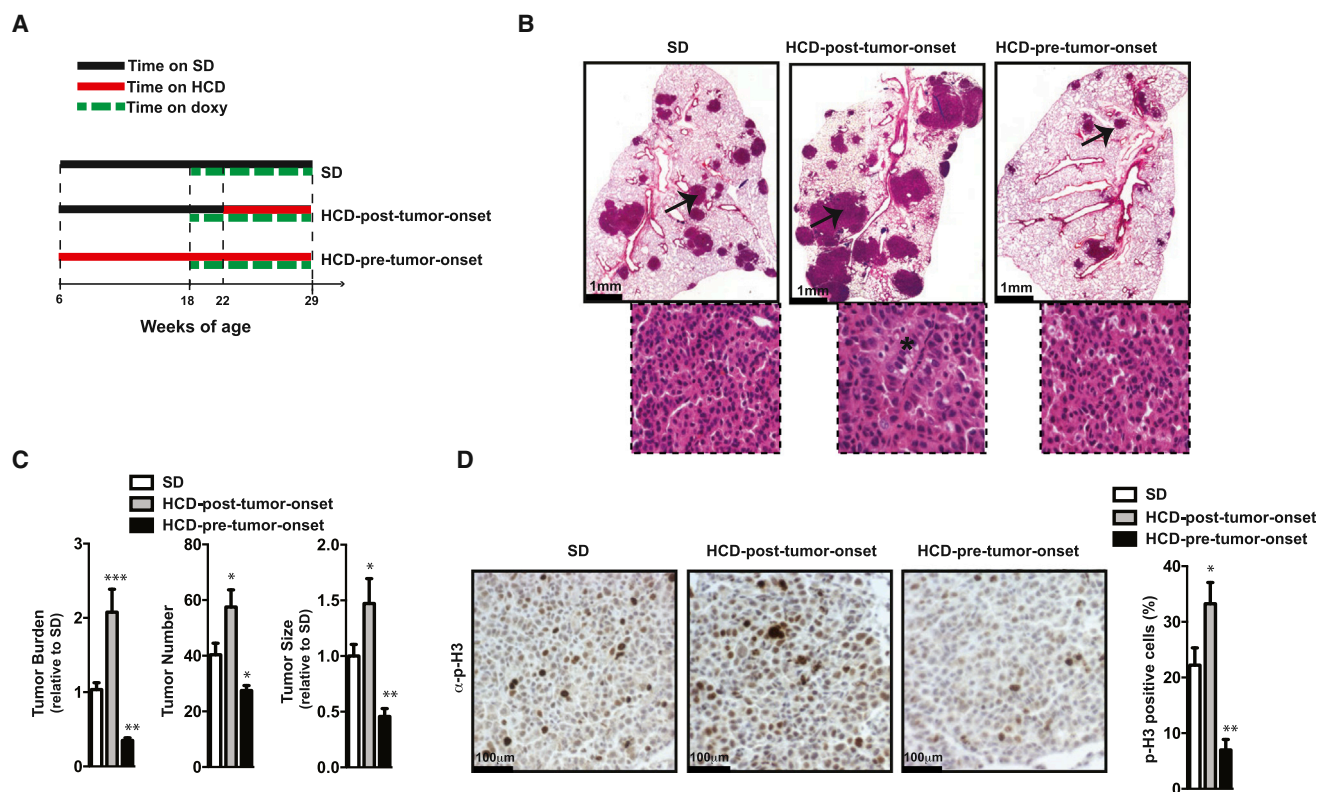 A
Time on SD
Time on HCD
Time on doxy
SD
HCD-post-tumor-onset
HCD-pre-tumor-onset
6 18 22 29
Weeks of age
B
SD HCD-post-tumor-onset HCD-pre-tumor-onset
1mm 1mm 1mm
*
C
SD
HCD-post-tumor-onset
HCD-pre-tumor-onset
Tumor Burden
(relative to SD)
3
2
1
0
***
**
Tumor Number
80
60
40
20
0
*
*
Tumor Size
(relative to SD)
2.0
1.5
1.0
0.5
0.0
*
**
D
SD HCD-post-tumor-onset HCD-pre-tumor-onset
α-p-H3
100µm 100µm 100µm
SD
HCD-post-tumor-onset
HCD-pre-tumor-onset
p-H3 positive cells (%)
40
30
20
10
0
*
**